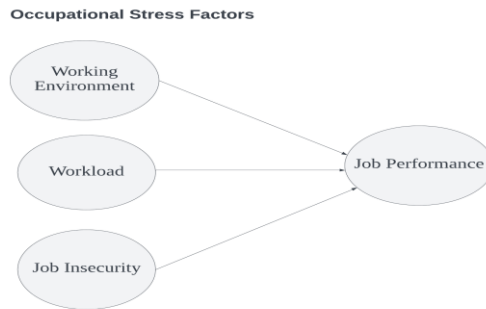 Occupational Stress Factors
Working
Environment
Workload
Job Performance
Job Insecurity